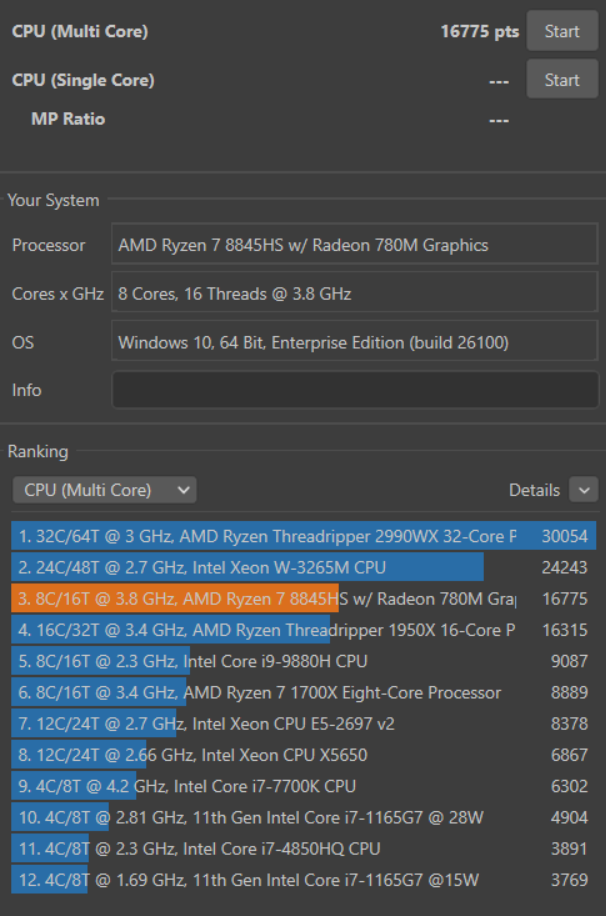 CPU (Multi Core) 16775 pts Start
CPU (Single Core) --- Start
MP Ratio ---
Your System
Processor AMD Ryzen 7 8845HS w/ Radeon 780M Graphics
Cores x GHz 8 Cores, 16 Threads @ 3.8 GHz
OS Windows 10, 64 Bit, Enterprise Edition (build 26100)
Info
Ranking
CPU (Multi Core) Details
1. 32C/64T @ 3 GHz, AMD Ryzen Threadripper 2990WX 32-Core P 30054
2. 24C/48T @ 2.7 GHz, Intel Xeon W-3265M CPU 24243
3. 8C/16T @ 3.8 GHz, AMD Ryzen 7 8845HS w/ Radeon 780M Gra 16775
4. 16C/32T @ 3.4 GHz, AMD Ryzen Threadripper 1950X 16-Core P 16315
5. 8C/16T @ 2.3 GHz, Intel Core i9-9880H CPU 9087
6. 8C/16T @ 3.4 GHz, AMD Ryzen 7 1700X Eight-Core Processor 8889
7. 12C/24T @ 2.7 GHz, Intel Xeon CPU E5-2697 v2 8378
8. 12C/24T @ 2.66 GHz, Intel Xeon CPU X5650 6867
9. 4C/8T @ 4.2 GHz, Intel Core i7-7700K CPU 6302
10. 4C/8T @ 2.81 GHz, 11th Gen Intel Core i7-1165G7 @ 28W 4904
11. 4C/8T @ 2.3 GHz, Intel Core i7-4850HQ CPU 3891
12. 4C/8T @ 1.69 GHz, 11th Gen Intel Core i7-1165G7 @15W 3769